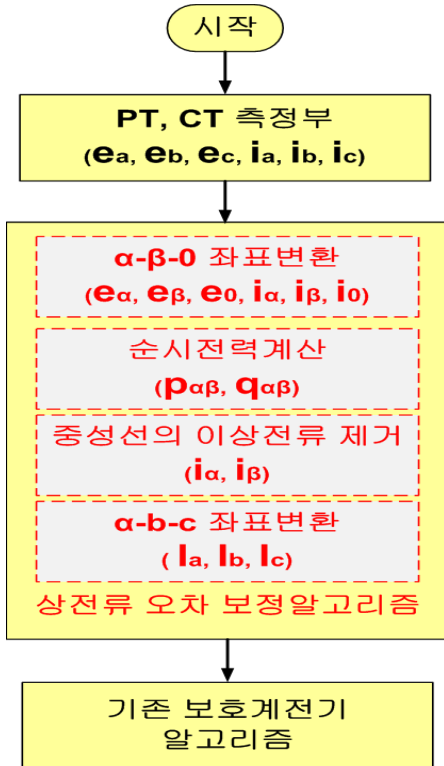 시작
PT, CT 측정부
(ea, eb, ec, ia, ib, ic)
α-β-0 좌표변환
(eα, eβ, e0, iα, iβ, i0)
순시전력계산
(pαβ, qαβ)
중성선의 이상전류 제거
(iα, iβ)
α-b-c 좌표변환
( Ia, Ib, Ic)
상전류 오차 보정알고리즘
기존 보호계전기
알고리즘